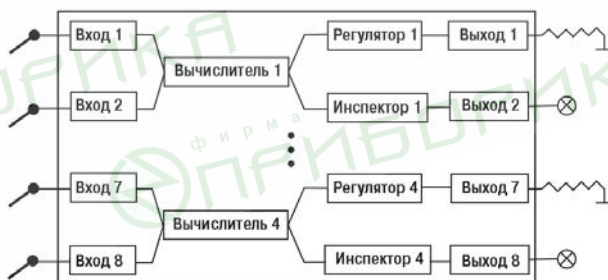 Вход 1
Регулятор 1
Выход 1
Вычислитель 1
Вход 2
Инспектор 1
Выход 2
фирма
ПРИБОРИКА
Вход 7
Регулятор 4
Выход 7
Вычислитель 4
Вход 8
Инспектор 4
Выход 8